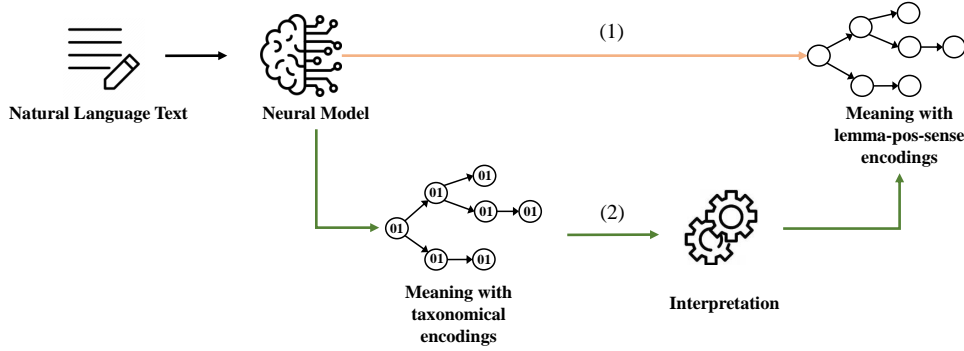 (1)
Natural Language Text
Neural Model
Meaning with
lemma-pos-sense
encodings
01
01
01
01
01
01
01
(2)
Meaning with
taxonomical
encodings
Interpretation